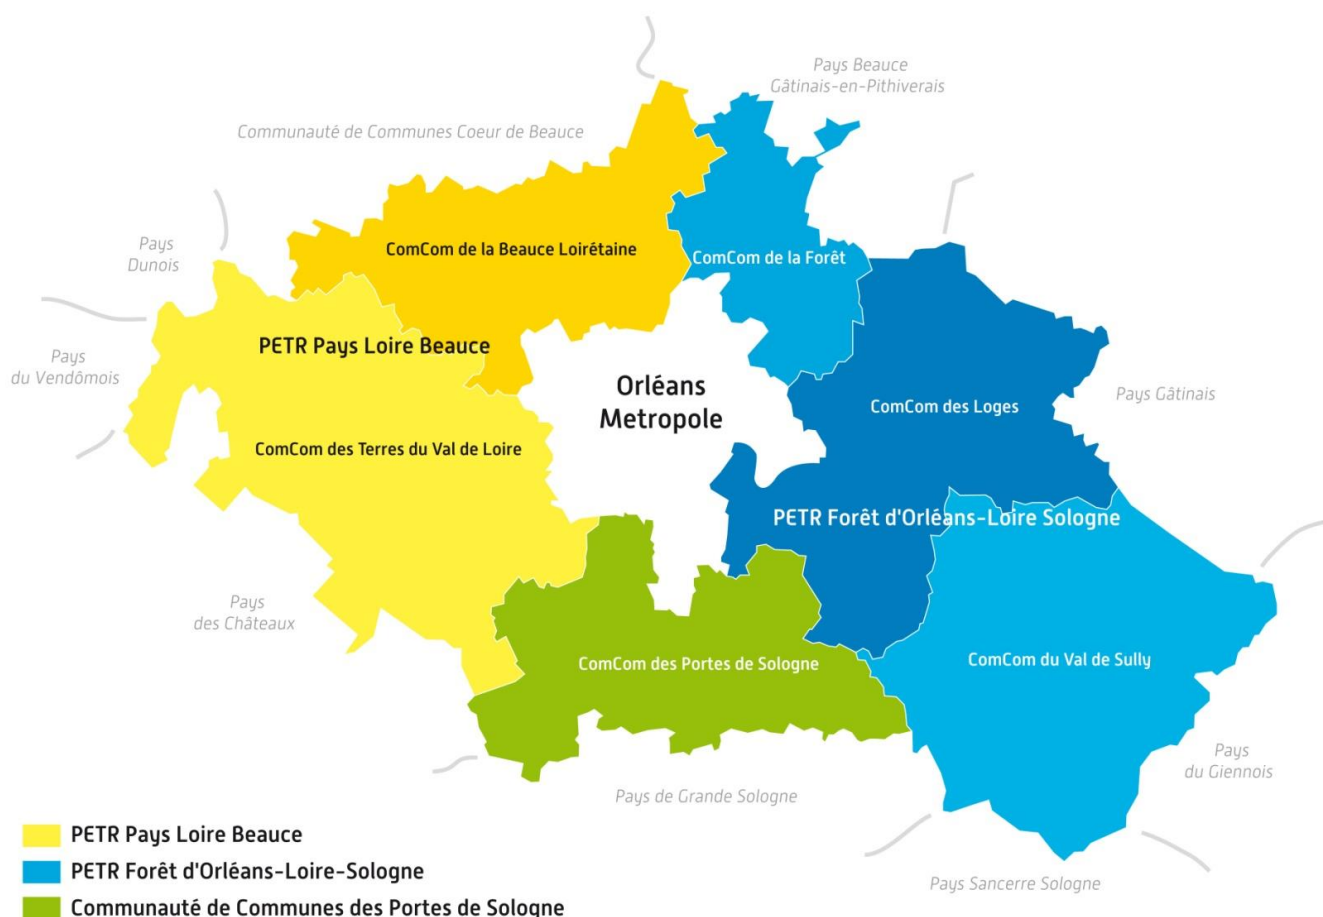 Pays Beauce
Gâtinais-en-Pithiverais
Communauté de Communes Coeur de Beauce
Pays
Dunois
ComCom de la Beauce Loirétaine
ComCom de la Forêt
PETR Pays Loire Beauce
Pays
du Vendômois
Orléans
Metropole
Pays Gâtinais
ComCom des Loges
ComCom des Terres du Val de Loire
PETR Forêt d'Orléans-Loire Sologne
Pays
des Châteaux
ComCom des Portes de Sologne
ComCom du Val de Sully
Pays
du Giennois
Pays de Grande Sologne
Pays Sancerre Sologne
PETR Pays Loire Beauce
PETR Forêt d'Orléans-Loire-Sologne
Communauté de Communes des Portes de Sologne